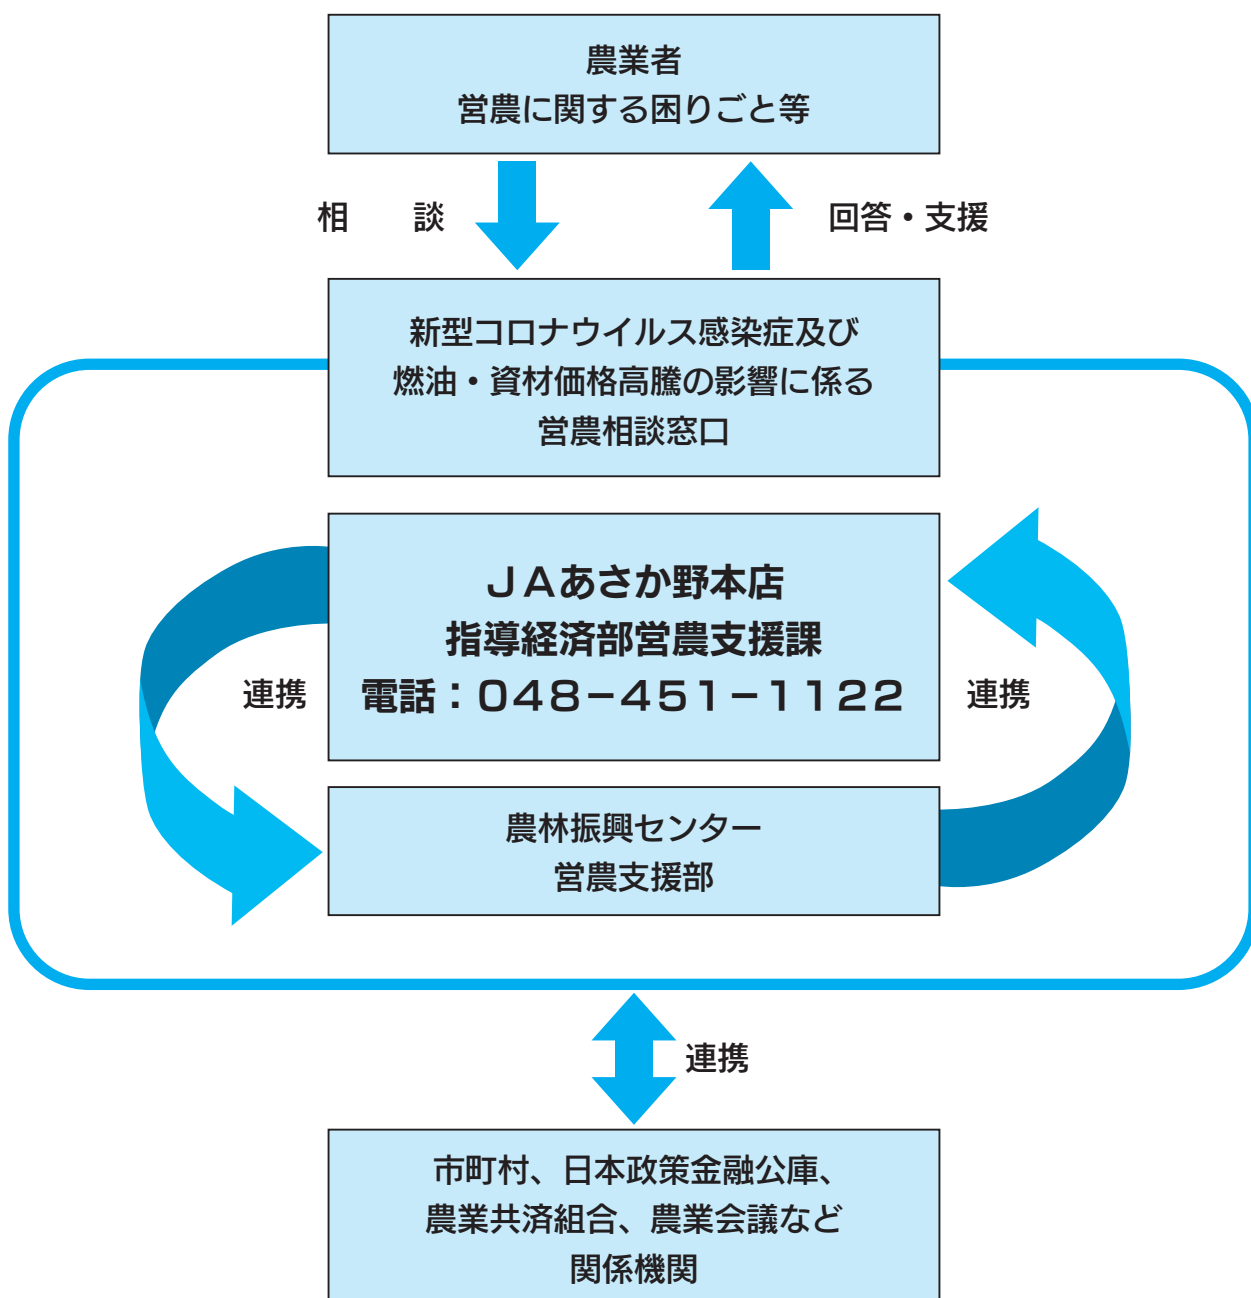 農業者
営農に関する困りごと等
相　談
回答・支援
新型コロナウイルス感染症及び
燃油・資材価格高騰の影響に係る
営農相談窓口
ＪＡあさか野本店
指導経済部営農支援課
電話：０４８−４５１−１１２２
連携
連携
農林振興センター
営農支援部
連携
市町村、日本政策金融公庫、
農業共済組合、農業会議など
関係機関